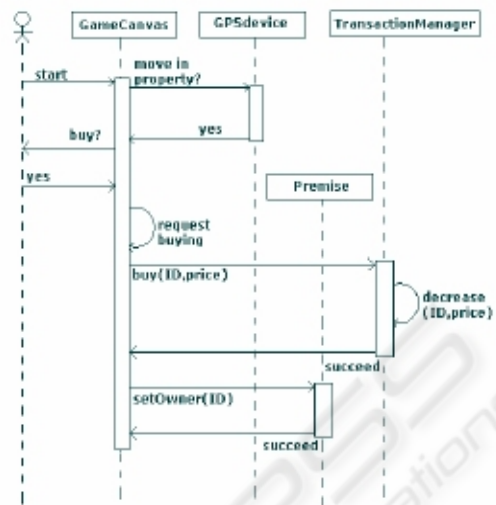 GameCanvas
GPSdevice
TransactionManager
start
move in
property?
yes
buy?
yes
Premise
request
buying
buy(ID,price)
decrease
(ID,price)
succeed
setOwner(ID)
succeed